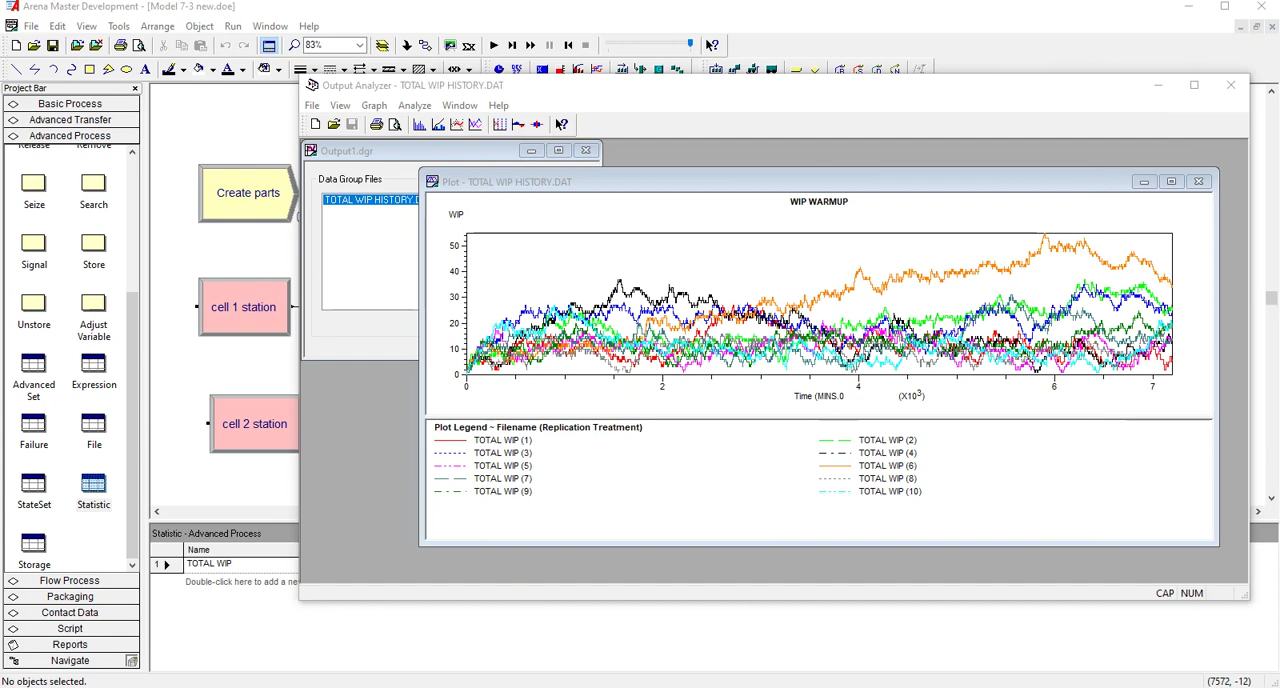 Arena Master Development - [Model 7-3 new.doe]
File Edit View Tools Arrange Object Run Window Help
83%
Project Bar
Basic Process
Advanced Transfer
Advanced Process
Release Remove
Seize Search
Signal Store
Unstore Adjust Variable
Advanced Set Expression
Failure File
StateSet Statistic
Storage
Flow Process
Packaging
Contact Data
Script
Reports
Navigate
Create parts
cell 1 station
cell 2 station
Statistic - Advanced Process
Name
1 TOTAL WIP
Double-click here to add a ne
Output Analyzer - TOTAL WIP HISTORY.DAT
File View Graph Analyze Window Help
Output1.dgr
Data Group Files
TOTAL WIP HISTORY.D
Plot - TOTAL WIP HISTORY.DAT
WIP WARMUP
WIP
50
40
30
20
10
0
0 2 4 6 7
Time (MINS.0 (X10³)
Plot Legend ~ Filename (Replication Treatment)
TOTAL WIP (1) TOTAL WIP (2)
TOTAL WIP (3) TOTAL WIP (4)
TOTAL WIP (5) TOTAL WIP (6)
TOTAL WIP (7) TOTAL WIP (8)
TOTAL WIP (9) TOTAL WIP (10)
CAP NUM
No objects selected. (7572, -12)